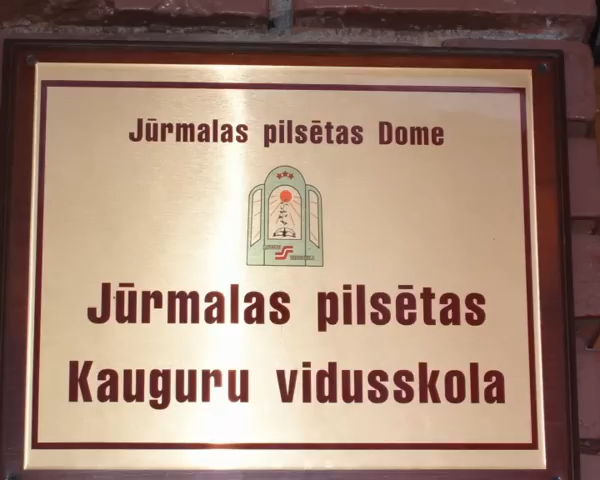 Jūrmalas pilsētas Dome
Jūrmalas pilsētas
Kauguru vidusskola